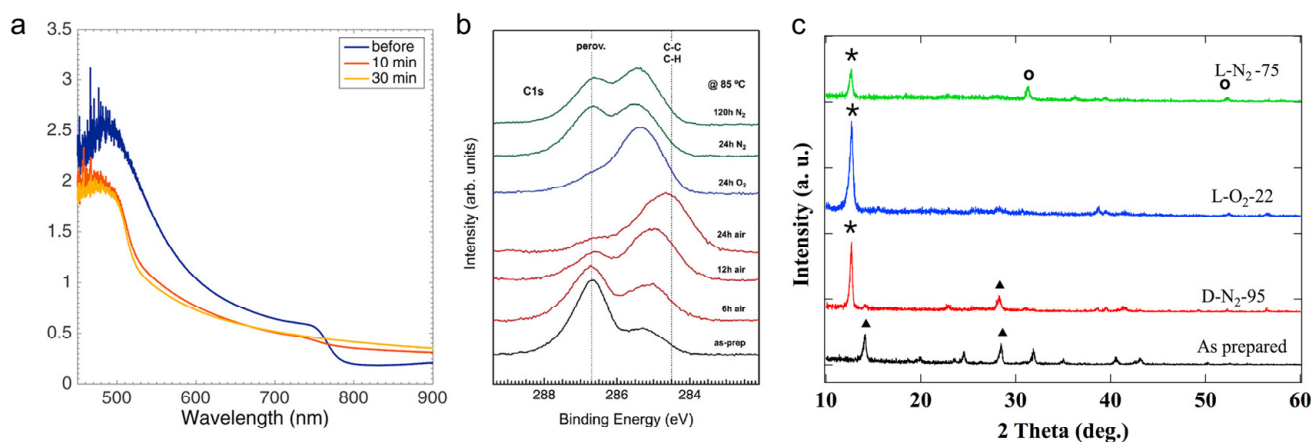 a
3.5
3
2.5
2
1.5
1
0.5
0
500 600 700 800 900
Wavelength (nm)
before
10 min
30 min
b
perov.
C-C
C-H
C1s
@ 85 ºC
120h N₂
24h N₂
24h O₂
24h air
12h air
6h air
as-prep
Intensity (arb. units)
288 286 284
Binding Energy (eV)
c
Intensity (a. u.)
*
L-N₂-75
o
o
*
L-O₂-22
*
D-N₂-95
▲
As prepared
▲
▲
10 20 30 40 50 60
2 Theta (deg.)